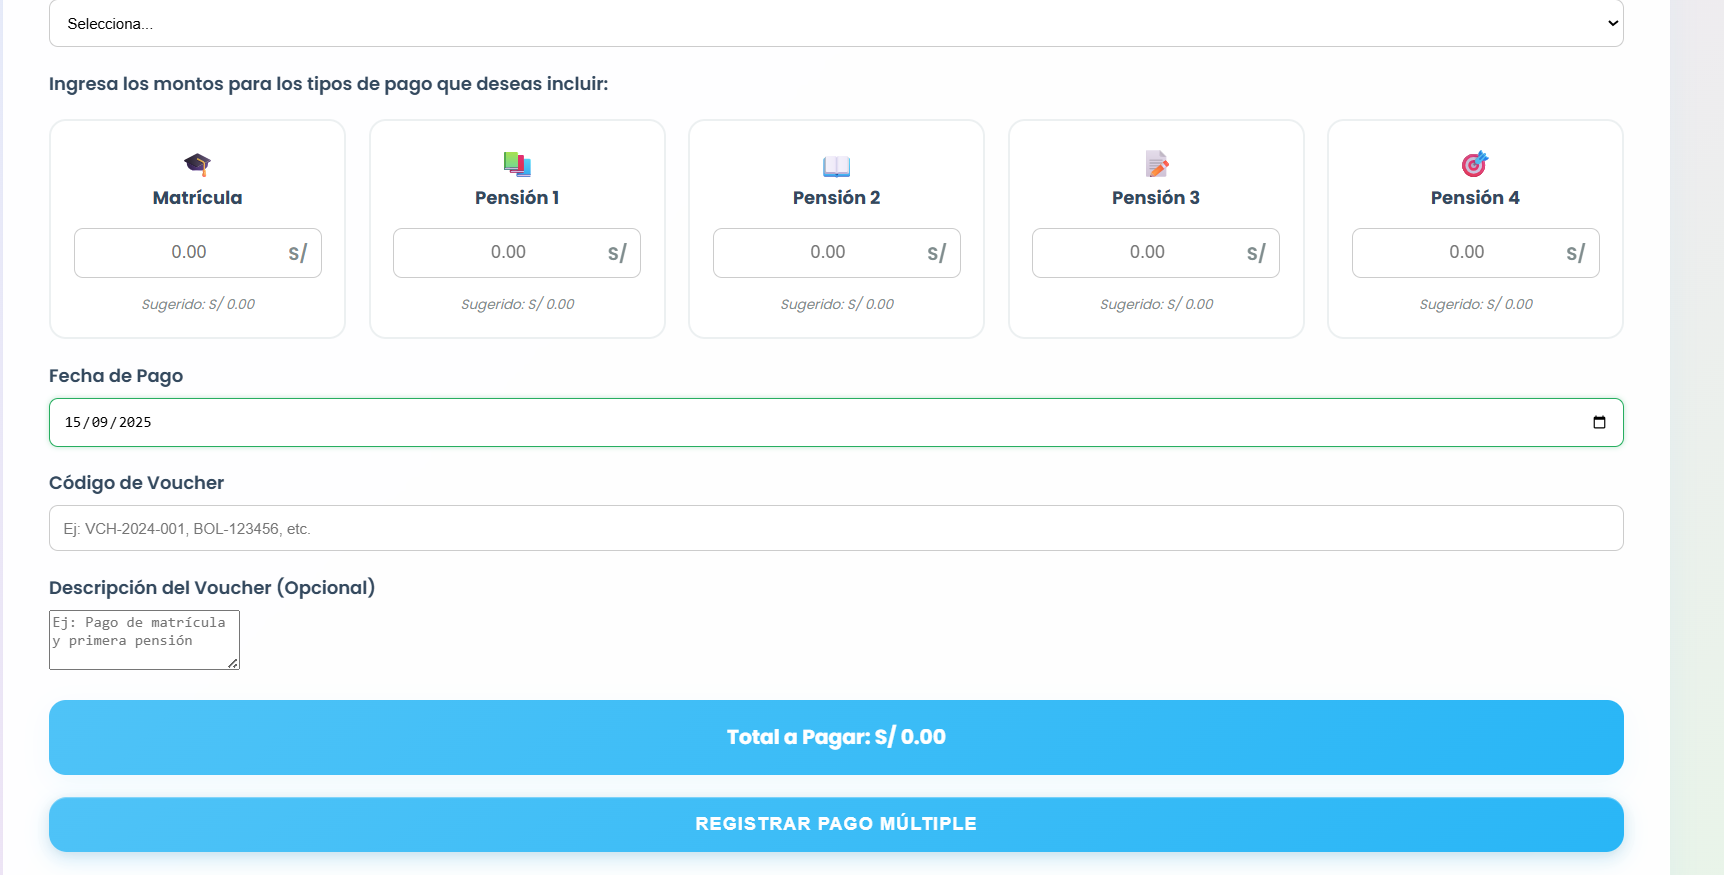 Selecciona...
Ingresa los montos para los tipos de pago que deseas incluir:
Matrícula
0.00 S/
Sugerido: S/ 0.00
Pensión 1
0.00 S/
Sugerido: S/ 0.00
Pensión 2
0.00 S/
Sugerido: S/ 0.00
Pensión 3
0.00 S/
Sugerido: S/ 0.00
Pensión 4
0.00 S/
Sugerido: S/ 0.00
Fecha de Pago
15/09/2025
Código de Voucher
Ej: VCH-2024-001, BOL-123456, etc.
Descripción del Voucher (Opcional)
Ej: Pago de matrícula
y primera pensión
Total a Pagar: S/ 0.00
REGISTRAR PAGO MÚLTIPLE